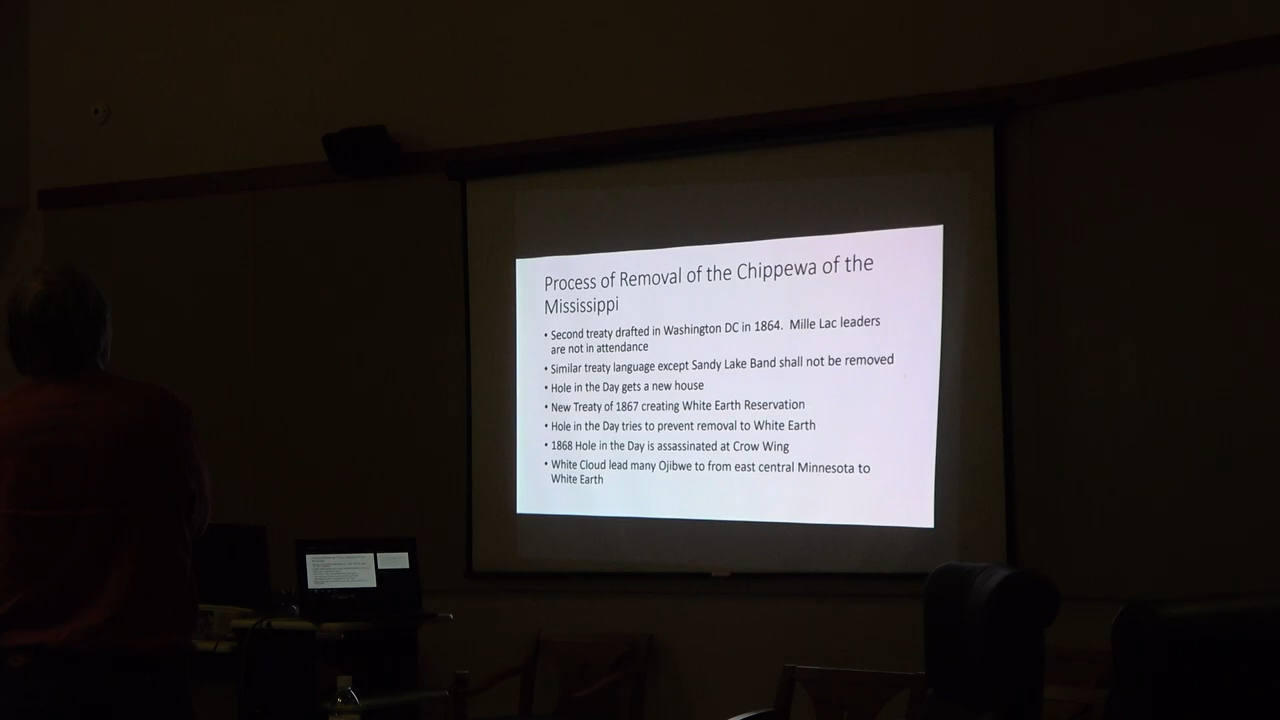 Process of Removal of the Chippewa of the
Mississippi
• Second treaty drafted in Washington DC in 1864. Mille Lac leaders
are not in attendance
• Similar treaty language except Sandy Lake Band shall not be removed
• Hole in the Day gets a new house
• New Treaty of 1867 creating White Earth Reservation
• Hole in the Day tries to prevent removal to White Earth
• 1868 Hole in the Day is assassinated at Crow Wing
• White Cloud lead many Ojibwe to from east central Minnesota to
White Earth